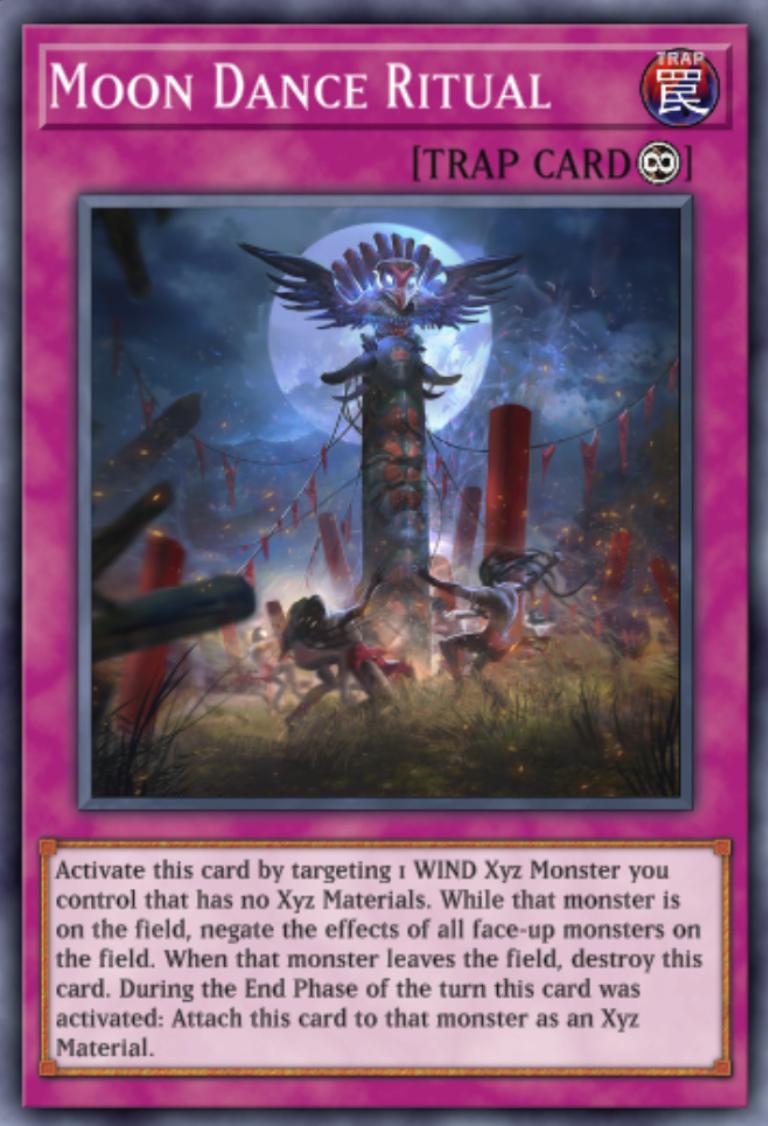 Moon Dance Ritual
TRAP
罠
[TRAP CARD]
Activate this card by targeting 1 WIND Xyz Monster you
control that has no Xyz Materials. While that monster is
on the field, negate the effects of all face-up monsters on
the field. When that monster leaves the field, destroy this
card. During the End Phase of the turn this card was
activated: Attach this card to that monster as an Xyz
Material.